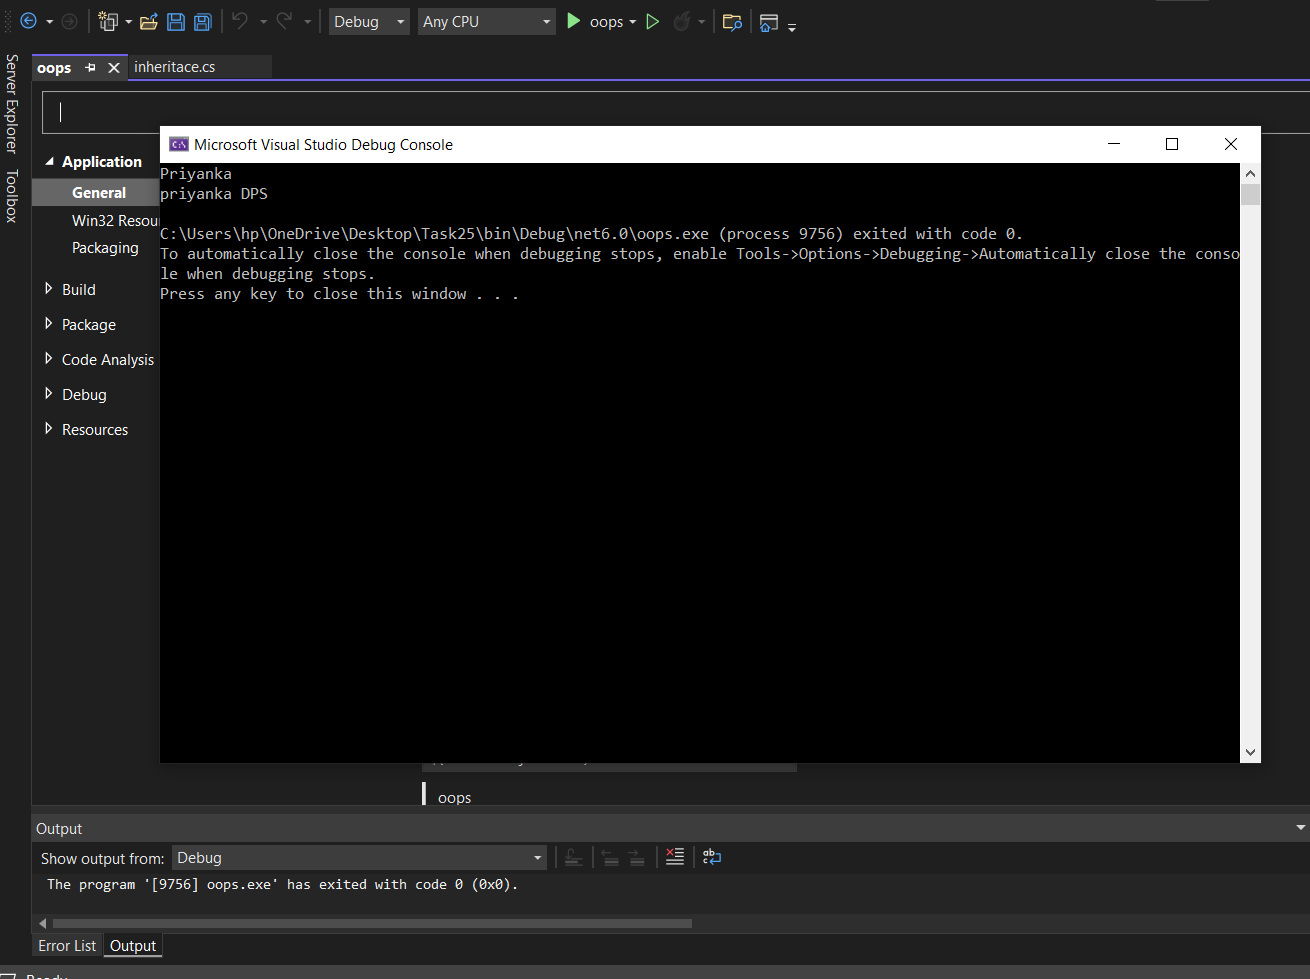 Debug Any CPU oops
Server Explorer
Toolbox
oops inheritace.cs
Microsoft Visual Studio Debug Console
Priyanka
priyanka DPS
C:\Users\hp\OneDrive\Desktop\Task25\bin\Debug\net6.0\oops.exe (process 9756) exited with code 0.
To automatically close the console when debugging stops, enable Tools->Options->Debugging->Automatically close the conso
le when debugging stops.
Press any key to close this window . . .
Application
General
Win32 Resou
Packaging
Build
Package
Code Analysis
Debug
Resources
oops
Output
Show output from: Debug
The program '[9756] oops.exe' has exited with code 0 (0x0).
Error List Output
Ready